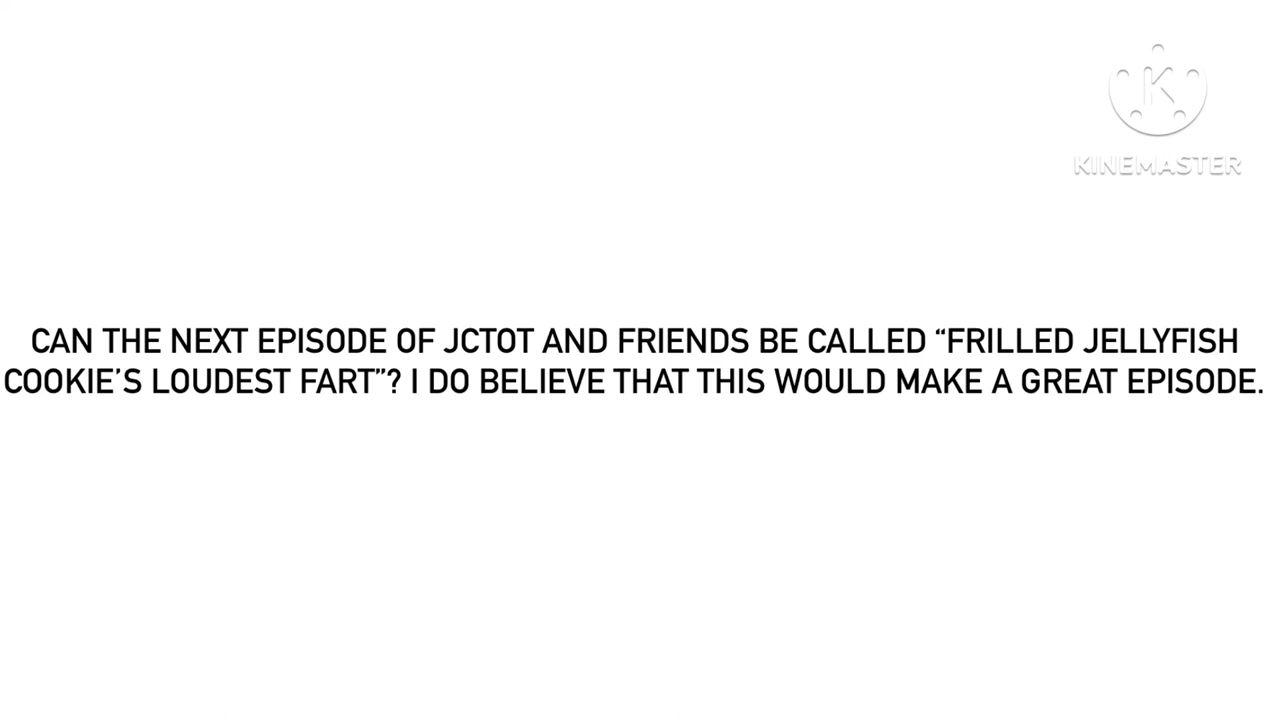 KINEMASTER
CAN THE NEXT EPISODE OF JCTOT AND FRIENDS BE CALLED “FRILLED JELLYFISH
COOKIE’S LOUDEST FART”? I DO BELIEVE THAT THIS WOULD MAKE A GREAT EPISODE.